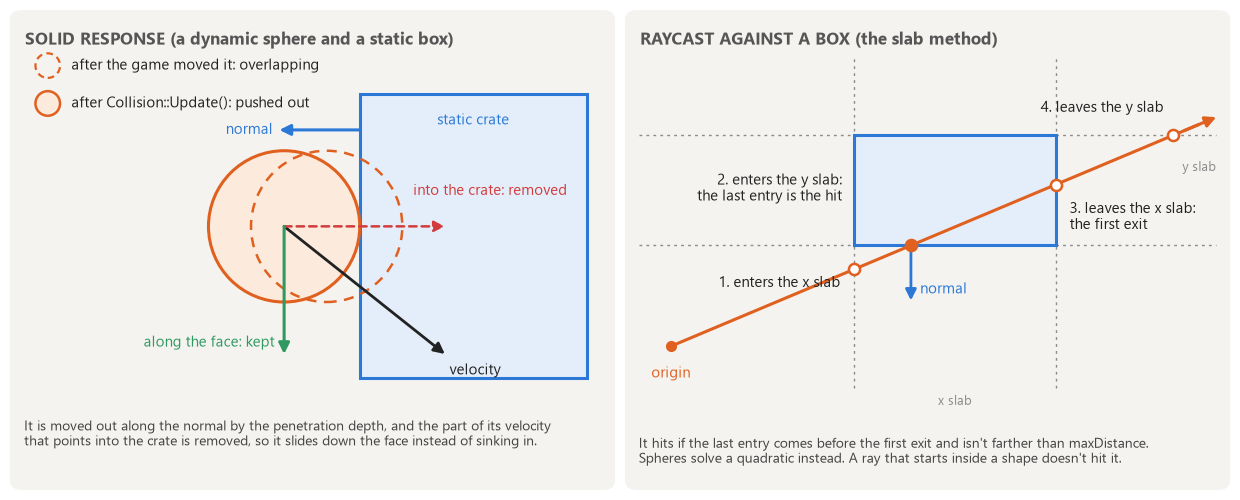 SOLID RESPONSE (a dynamic sphere and a static box)
after the game moved it: overlapping
after Collision::Update(): pushed out
normal
static crate
into the crate: removed
along the face: kept
velocity
It is moved out along the normal by the penetration depth, and the part of its velocity
that points into the crate is removed, so it slides down the face instead of sinking in.
RAYCAST AGAINST A BOX (the slab method)
4. leaves the y slab
y slab
2. enters the y slab:
the last entry is the hit
3. leaves the x slab:
the first exit
1. enters the x slab
normal
origin
x slab
It hits if the last entry comes before the first exit and isn't farther than maxDistance.
Spheres solve a quadratic instead. A ray that starts inside a shape doesn't hit it.